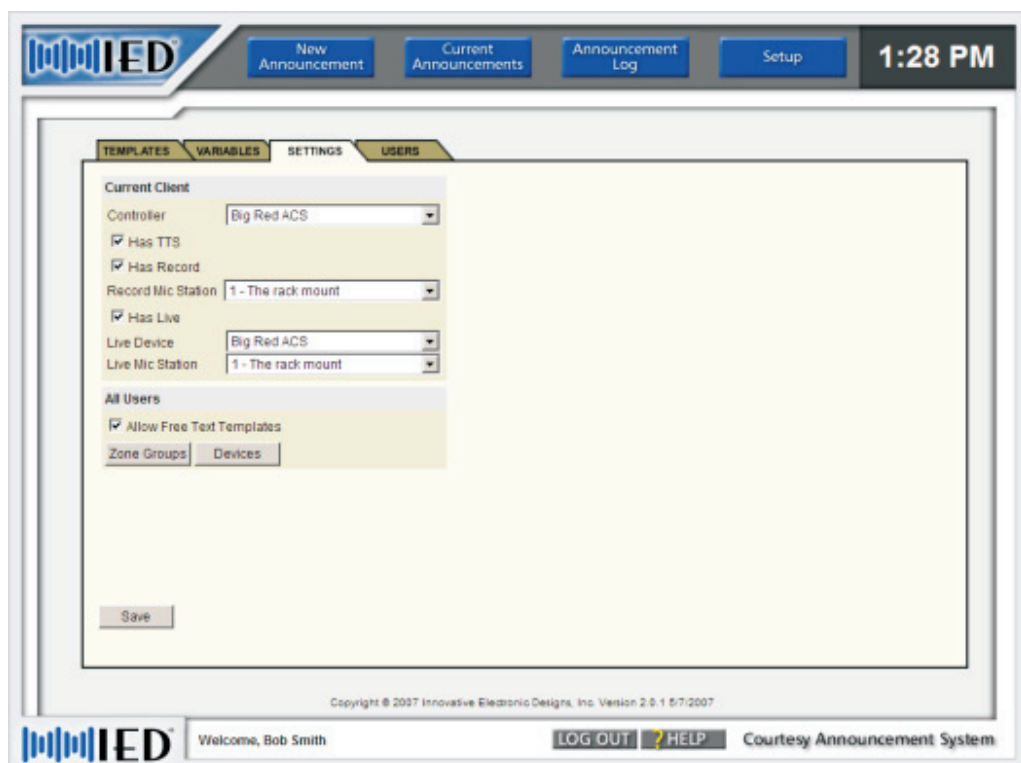 IED
New Announcement
Current Announcements
Announcement Log
Setup
1:28 PM
TEMPLATES VARIABLES SETTINGS USERS
Current Client
Controller Big Red ACS
Has TTS
Has Record
Record Mic Station 1 - The rack mount
Has Live
Live Device Big Red ACS
Live Mic Station 1 - The rack mount
All Users
Allow Free Text Templates
Zone Groups Devices
Save
Copyright © 2007 Innovative Electronic Designs, Inc. Version 2.0.1 5/7/2007
IED Welcome, Bob Smith LOG OUT ? HELP Courtesy Announcement System